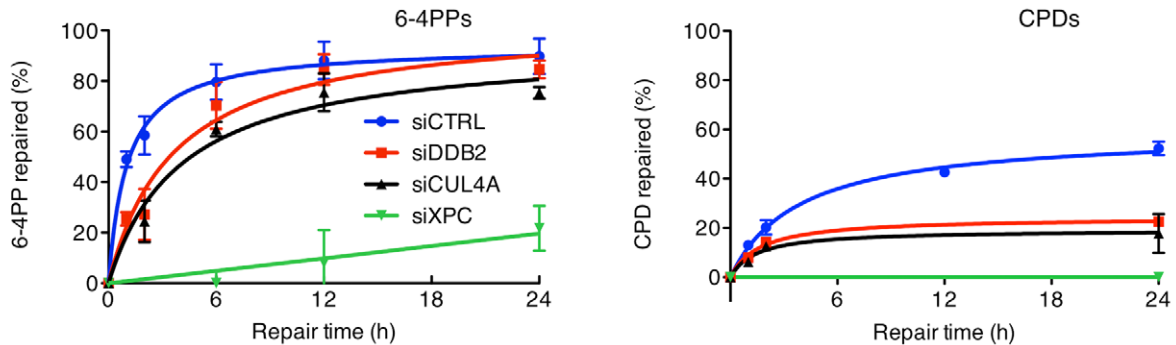 6-4PPs
100
80
60
40
20
0
6-4PP repaired (%)
siCTRL
siDDB2
siCUL4A
siXPC
0 6 12 18 24
Repair time (h)
CPDs
100
80
60
40
20
0
CPD repaired (%)
6 12 18 24
Repair time (h)